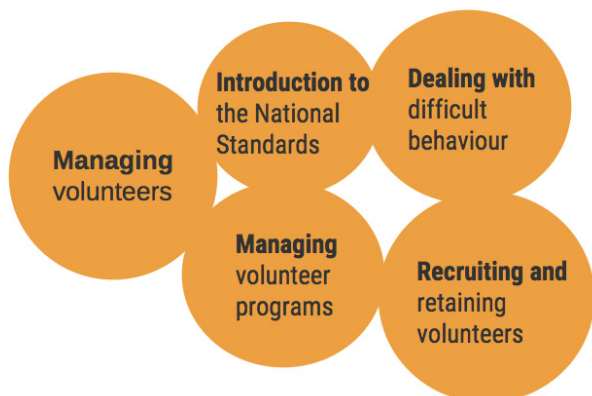 Managing
volunteers
Introduction to
the National
Standards
Dealing with
difficult
behaviour
Managing
volunteer
programs
Recruiting and
retaining
volunteers